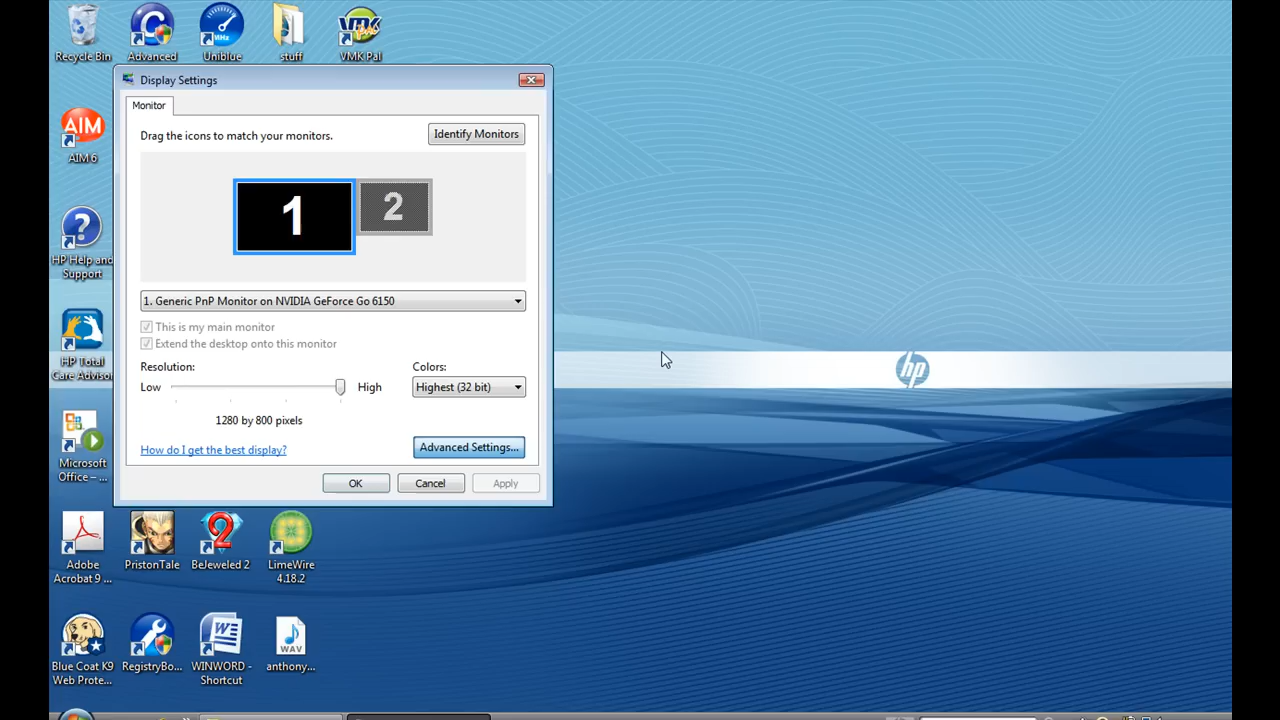 Recycle Bin
Advanced
Uniblue
stuff
VMK Pal
MHz
VMK
Display Settings
Monitor
Drag the icons to match your monitors.
Identify Monitors
1
2
1. Generic PnP Monitor on NVIDIA GeForce Go 6150
This is my main monitor
Extend the desktop onto this monitor
Resolution:
Colors:
Low
High
Highest (32 bit)
1280 by 800 pixels
How do I get the best display?
Advanced Settings...
OK
Cancel
Apply
AIM
AIM 6
HP Help and
Support
HP Total
Care Advisor
Microsoft
Office – ...
hp
Adobe
Acrobat 9 ...
PristonTale
2
BeJeweled 2
LimeWire
4.18.2
Blue Coat K9
Web Prote...
RegistryBo...
WINWORD -
Shortcut
WAV
anthony...